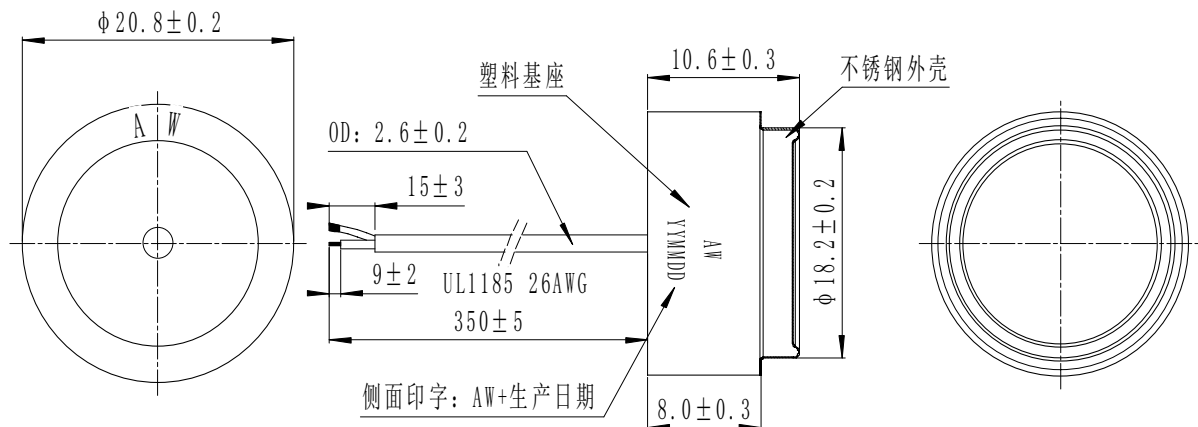 φ20.8±0.2
A W
OD: 2.6±0.2
15±3
9±2
UL1185 26AWG
350±5
塑料基座
10.6±0.3
不锈钢外壳
AW
YYMMDD
φ18.2±0.2
侧面印字: AW+生产日期
8.0±0.3